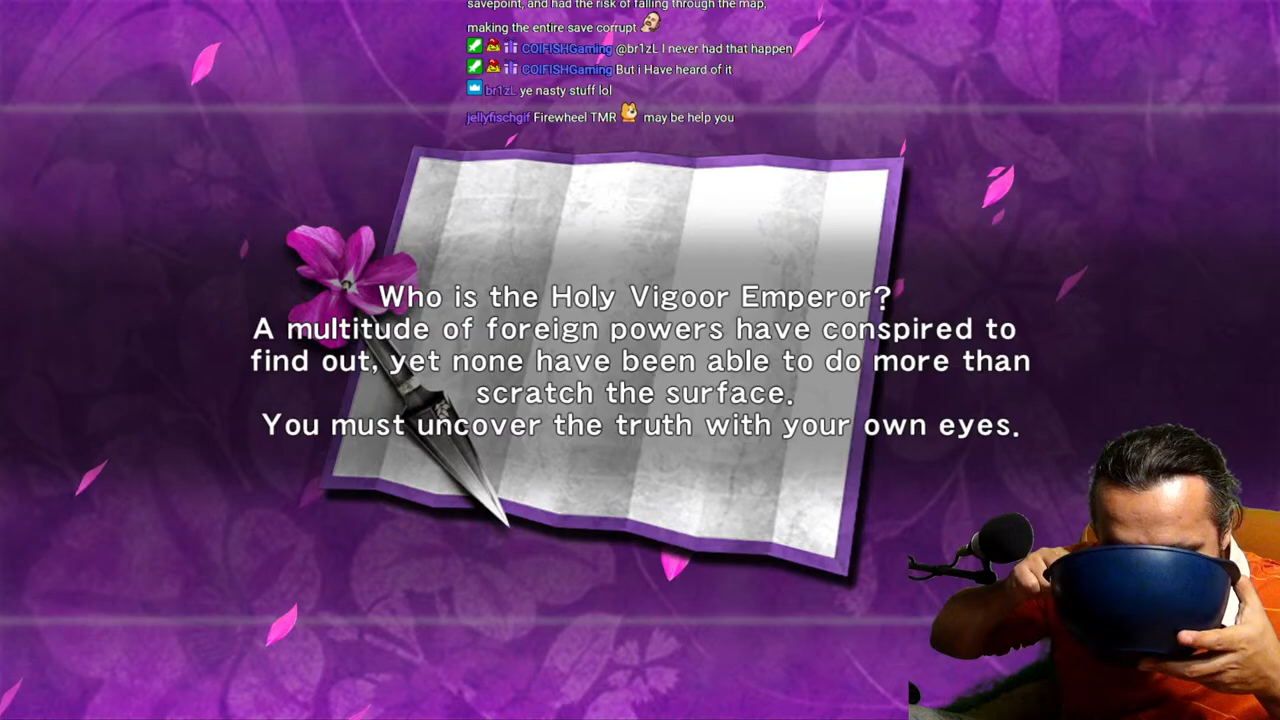 savepoint, and had the risk of falling through the map,
making the entire save corrupt
COIFISHGaming @br1zL I never had that happen
COIFISHGaming But i Have heard of it
br1zL ye nasty stuff lol
jellyfischgif Firewheel TMR may be help you
Who is the Holy Vigoor Emperor?
A multitude of foreign powers have conspired to
find out, yet none have been able to do more than
scratch the surface.
You must uncover the truth with your own eyes.